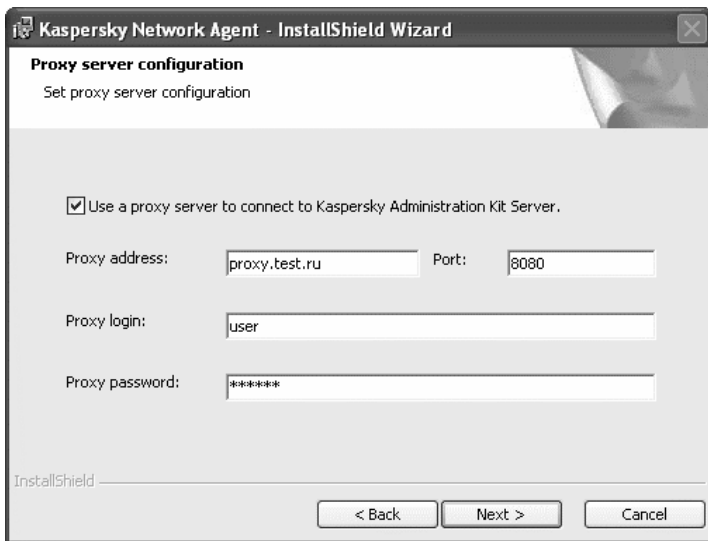 Kaspersky Network Agent - InstallShield Wizard
Proxy server configuration
Set proxy server configuration
Use a proxy server to connect to Kaspersky Administration Kit Server.
Proxy address: proxy.test.ru Port: 8080
Proxy login: user
Proxy password: ******
InstallShield
< Back Next > Cancel